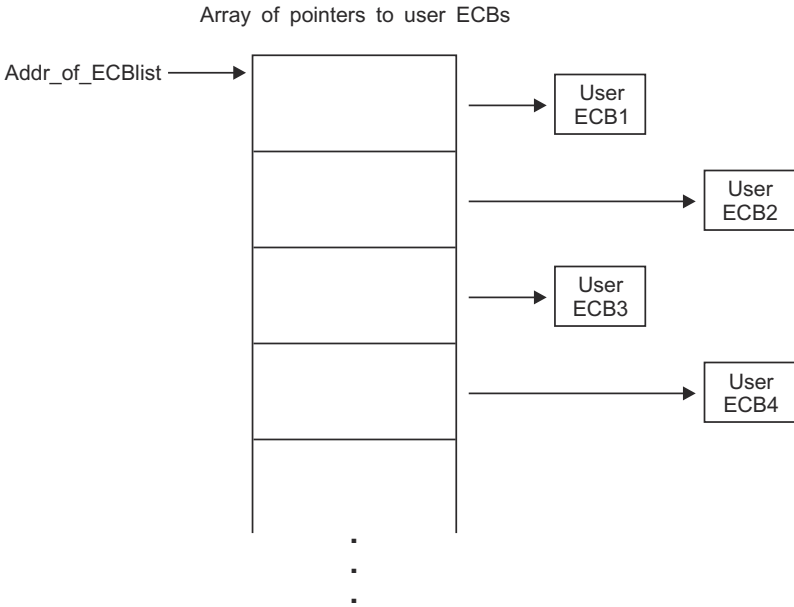 Array of pointers to user ECBs
Addr_of_ECBlist
User
ECB1
User
ECB2
User
ECB3
User
ECB4